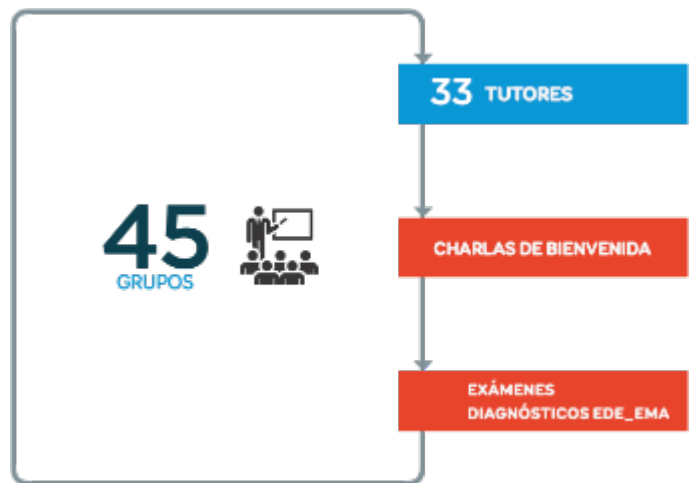 33 TUTORES
45
GRUPOS
CHARLAS DE BIENVENIDA
EXÁMENES
DIAGNÓSTICOS EDE_EMA